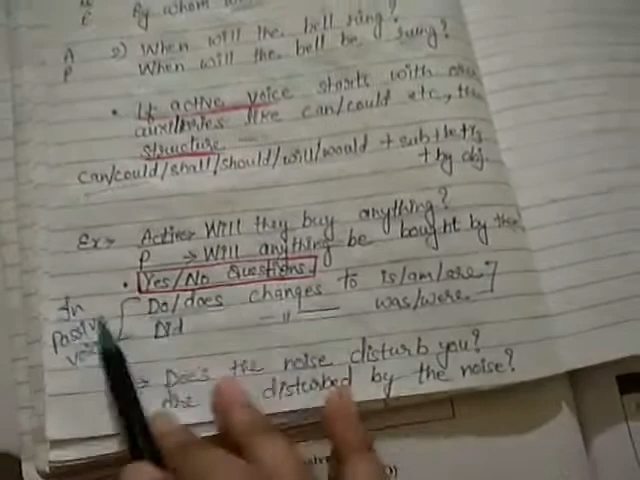 By whom
A 2) When will the bell ring?
P When will the bell be rung?
• If active voice starts with
auxiliaries like can/could etc, the
structure —
can/could/shall/should/will/would + sub + be + V3
+ by obj.
Ex → Active → Will they buy anything?
P → Will anything be bought by them
• Yes/No Questions
In passive voice
Do/does changes to is/am/are
Did — " — was/were
→ Does the noise disturb you?
Are disturbed by the noise?